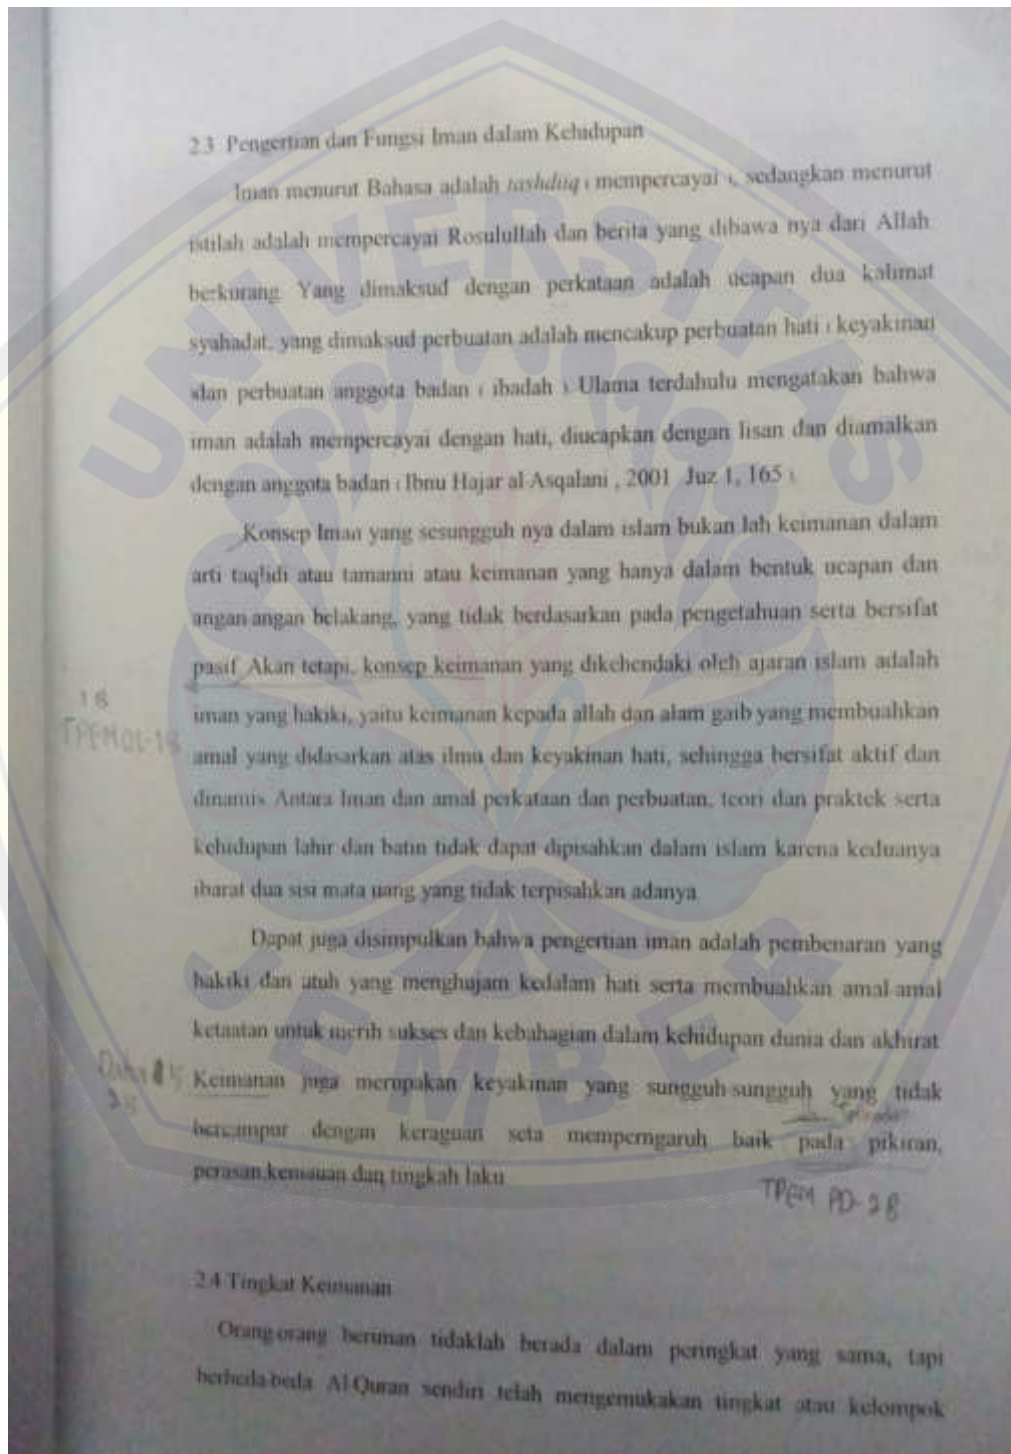 2.3 Pengertian dan Fungsi Iman dalam Kehidupan
Iman menurut Bahasa adalah tashdiiq ( mempercayai ), sedangkan menurut
istilah adalah mempercayai Rosulullah dan berita yang dibawa nya dari Allah
berkurang. Yang dimaksud dengan perkataan adalah ucapan dua kalimat
syahadat, yang dimaksud perbuatan adalah mencakup perbuatan hati ( keyakinan
)dan perbuatan anggota badan ( ibadah ). Ulama terdahulu mengatakan bahwa
iman adalah mempercayai dengan hati, diucapkan dengan lisan dan diamalkan
dengan anggota badan ( Ibnu Hajar al-Asqalani , 2001 Juz 1, 165 )
Konsep Iman yang sesungguh nya dalam islam bukan lah keimanan dalam
arti taqlidi atau tamanni atau keimanan yang hanya dalam bentuk ucapan dan
angan-angan belakang, yang tidak berdasarkan pada pengetahuan serta bersifat
pasif. Akan tetapi, konsep keimanan yang dikehendaki oleh ajaran islam adalah
iman yang hakiki, yaitu keimanan kepada allah dan alam gaib yang membuahkan
amal yang didasarkan atas ilmu dan keyakinan hati, sehingga bersifat aktif dan
dinamis. Antara Iman dan amal perkataan dan perbuatan, teori dan praktek serta
kehidupan lahir dan batin tidak dapat dipisahkan dalam islam karena keduanya
ibarat dua sisi mata uang yang tidak terpisahkan adanya.
18
TPEM 01-18
Dapat juga disimpulkan bahwa pengertian iman adalah pembenaran yang
hakiki dan utuh yang menghujam kedalam hati serta membuahkan amal-amal
ketaatan untuk merih sukses dan kebahagian dalam kehidupan dunia dan akhirat.
Keimanan juga merupakan keyakinan yang sungguh-sungguh yang tidak
bercampur dengan keraguan seta memperngaruh baik pada pikiran,
perasan,kemauan dan tingkah laku
28
TPEM PD-28
2.4 Tingkat Keimanan
Orang-orang beriman tidaklah berada dalam peringkat yang sama, tapi
berbeda-beda. Al-Quran sendiri telah mengemukakan tingkat atau kelompok
UNIVERSITAS
JEMBER